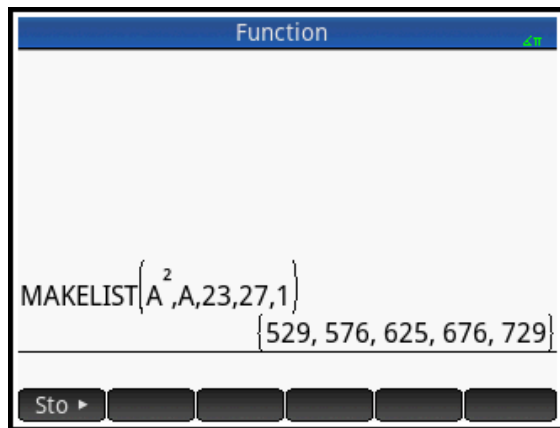 Function
∡π
MAKELIST(A²,A,23,27,1)
{529, 576, 625, 676, 729}
Sto ►